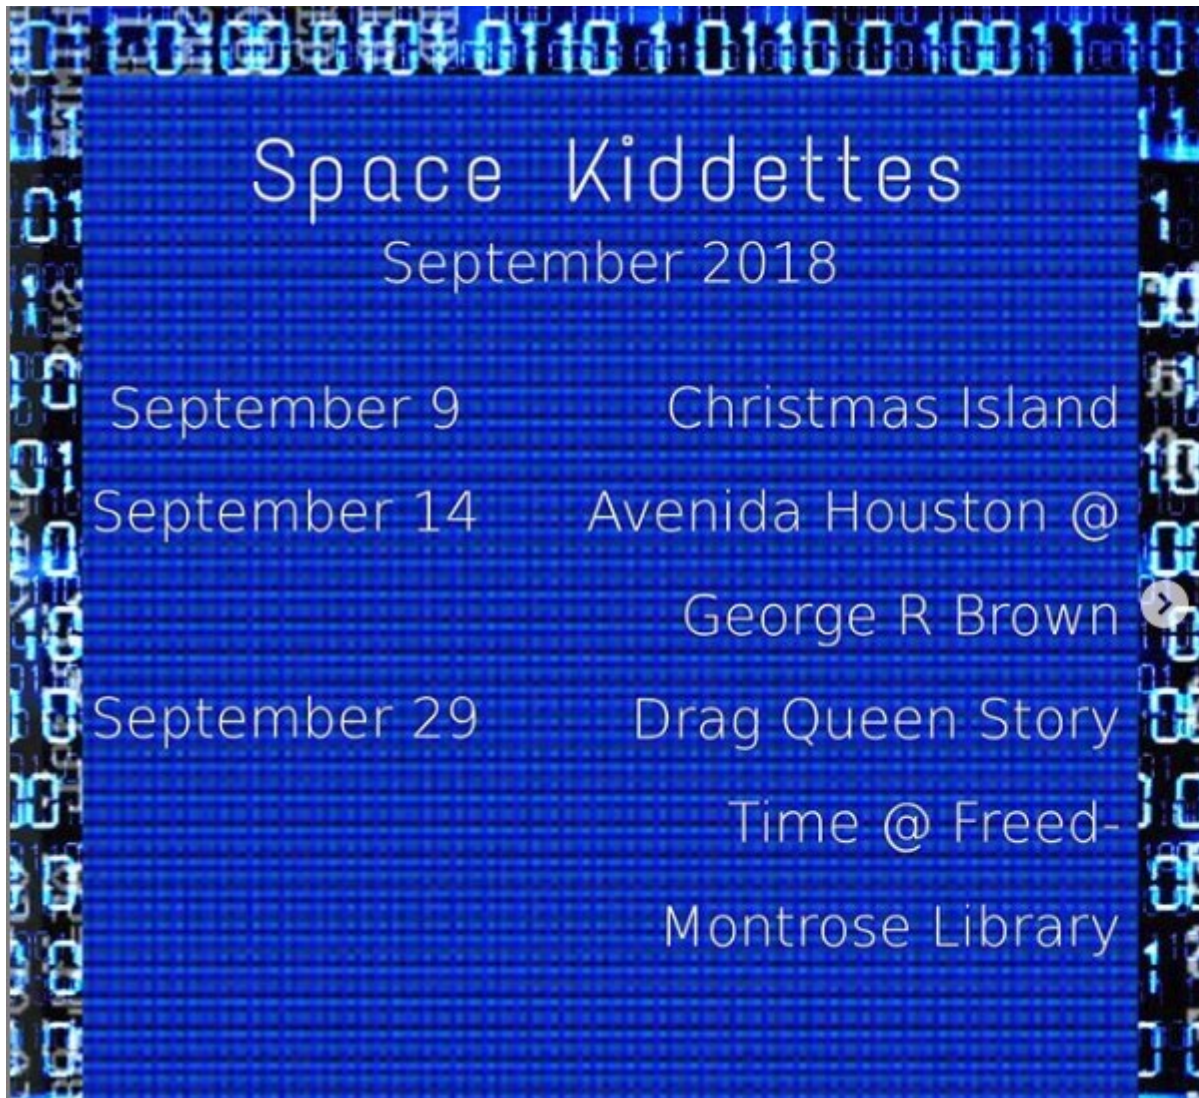 Space Kiddettes
September 2018
September 9 Christmas Island
September 14 Avenida Houston @
George R Brown
September 29 Drag Queen Story
Time @ Freed-
Montrose Library